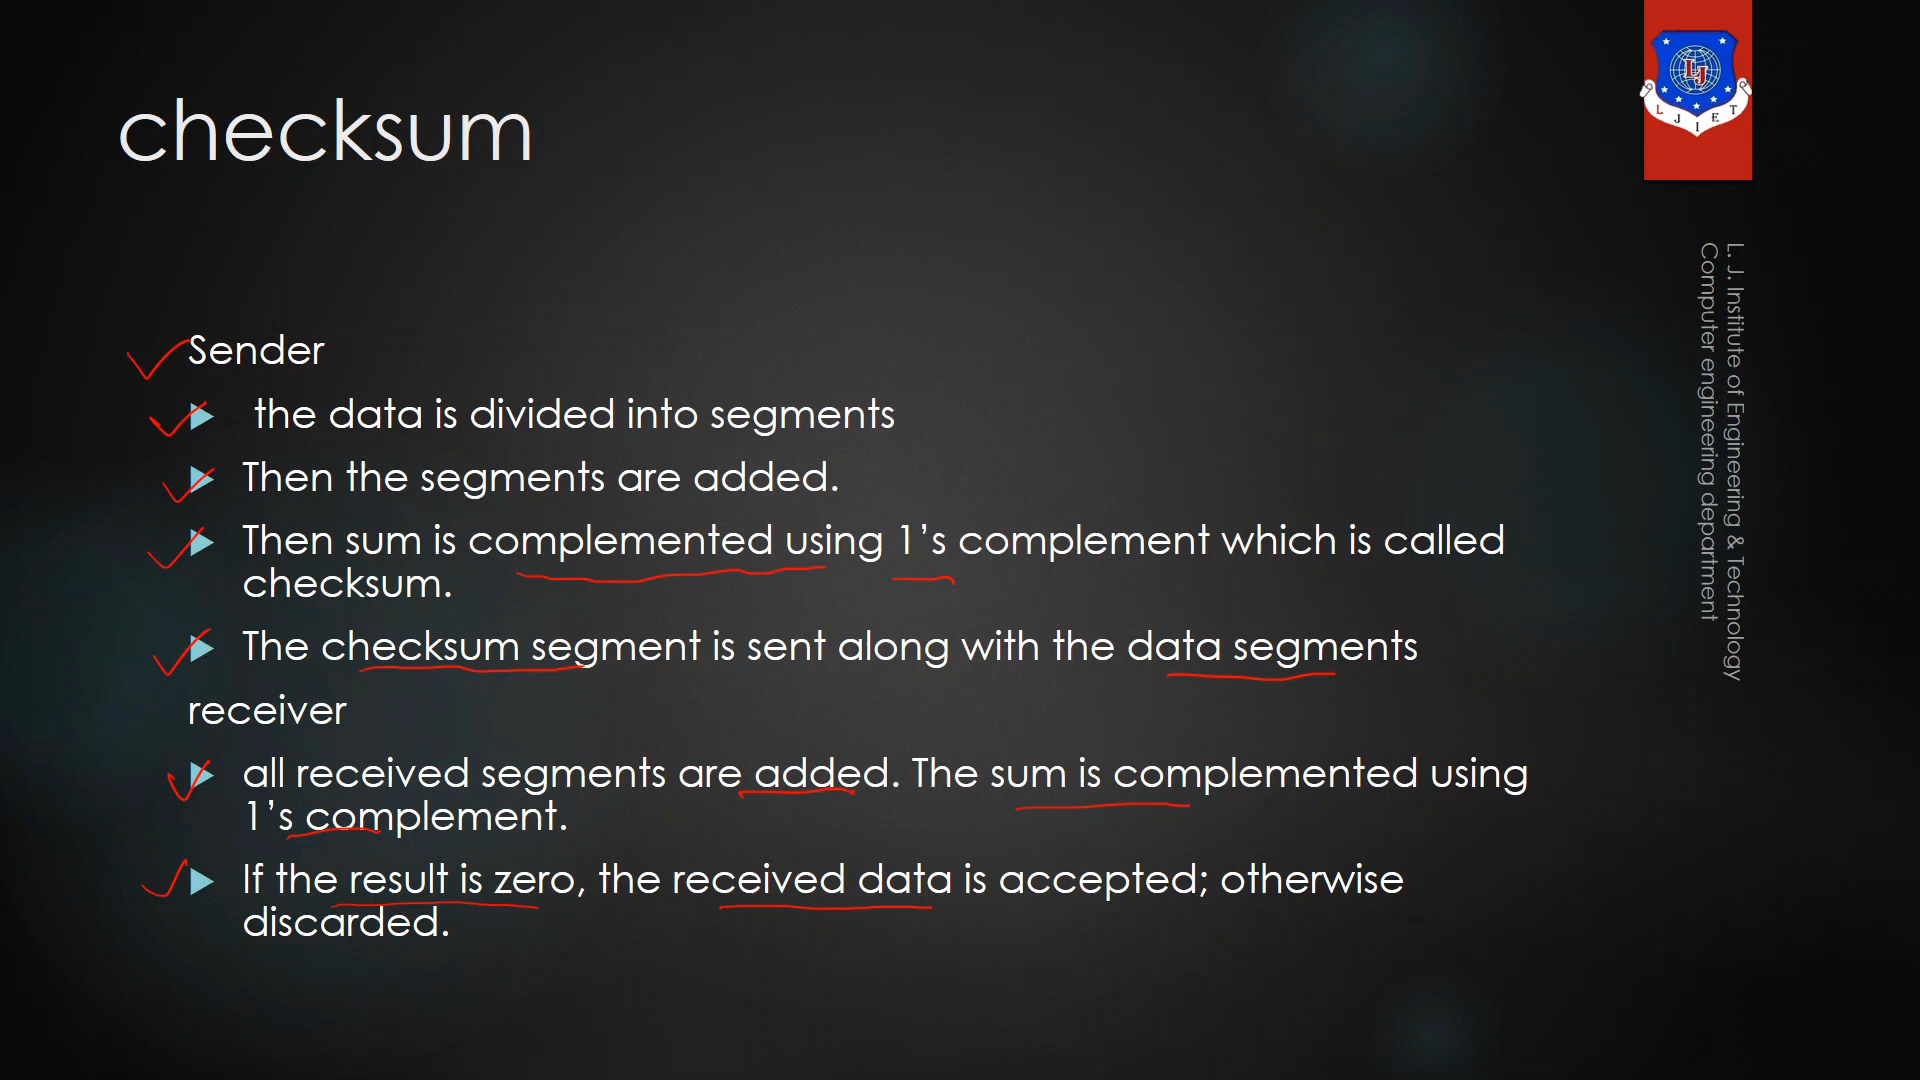 checksum
Sender
the data is divided into segments
Then the segments are added.
Then sum is complemented using 1’s complement which is called
checksum.
The checksum segment is sent along with the data segments
receiver
all received segments are added. The sum is complemented using
1’s complement.
If the result is zero, the received data is accepted; otherwise
discarded.
LJ
L J I E T
L. J. Institute of Engineering & Technology
Computer engineering department